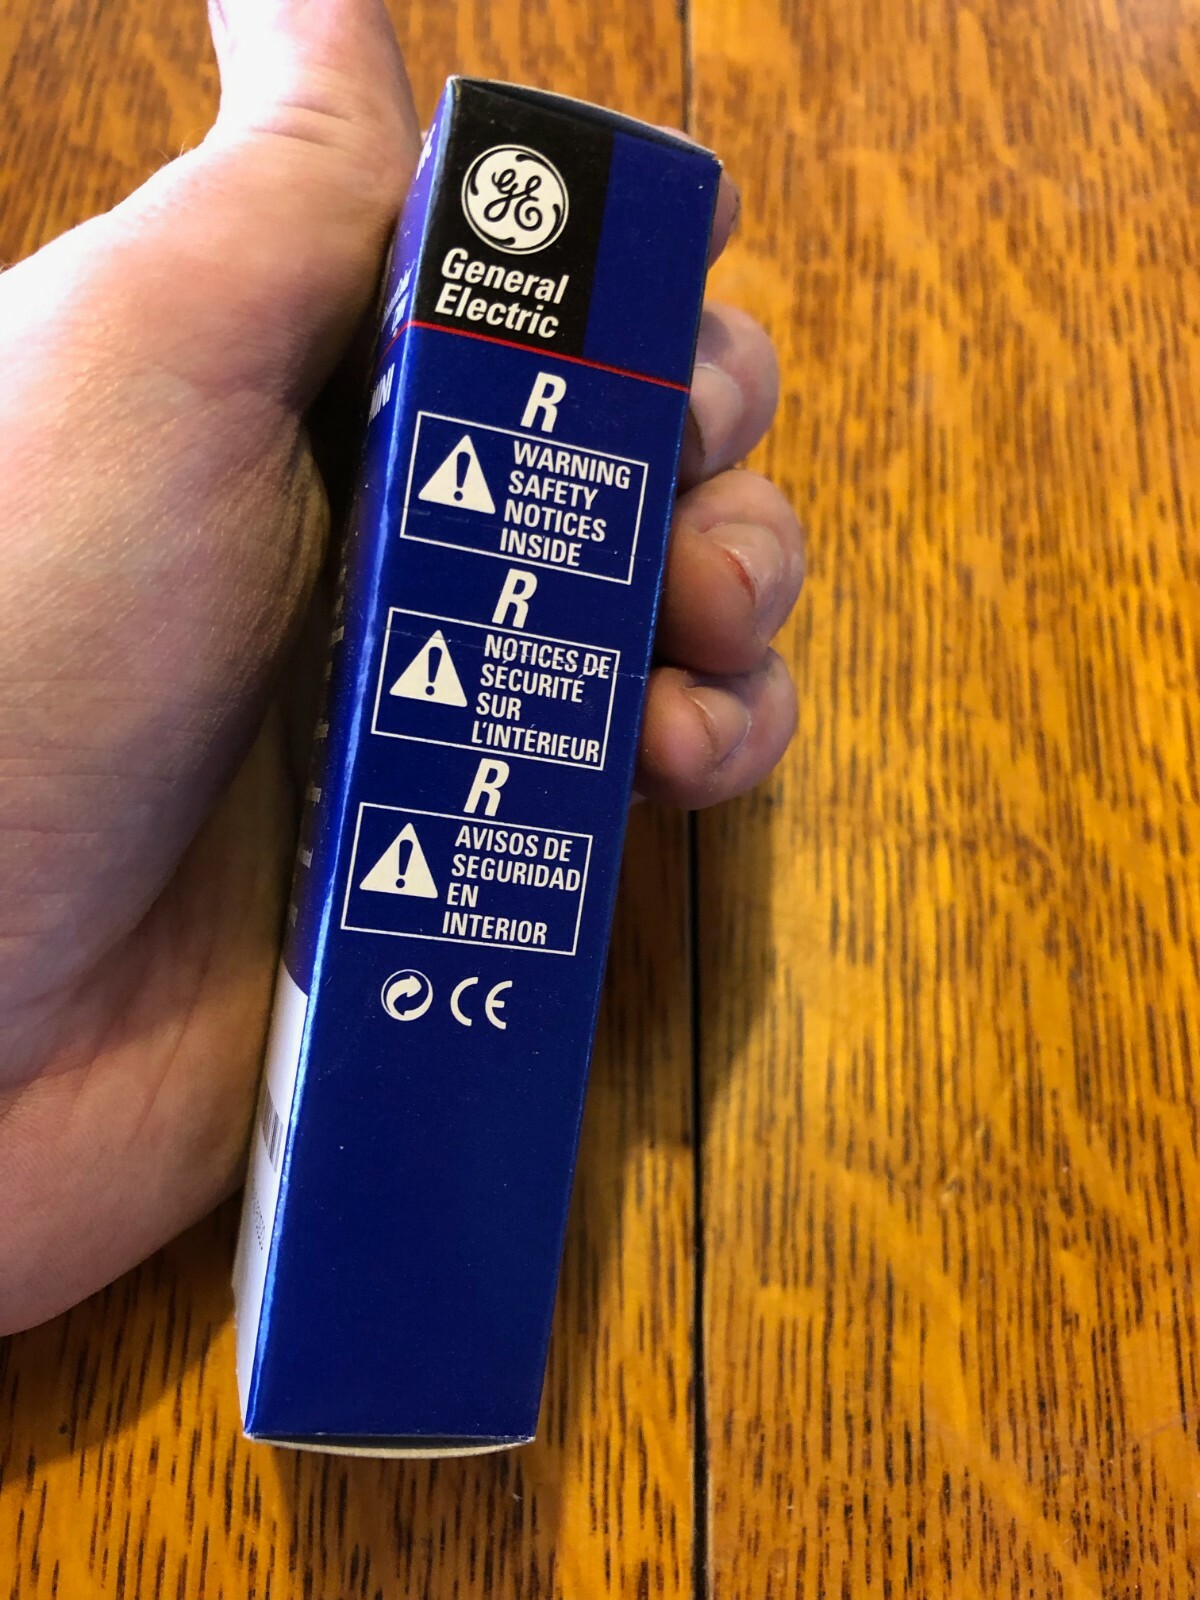 GE
General
Electric
R
WARNING
SAFETY
NOTICES
INSIDE
R
NOTICES DE
SÉCURITÉ
SUR
L'INTÉRIEUR
R
AVISOS DE
SEGURIDAD
EN
INTERIOR
CE